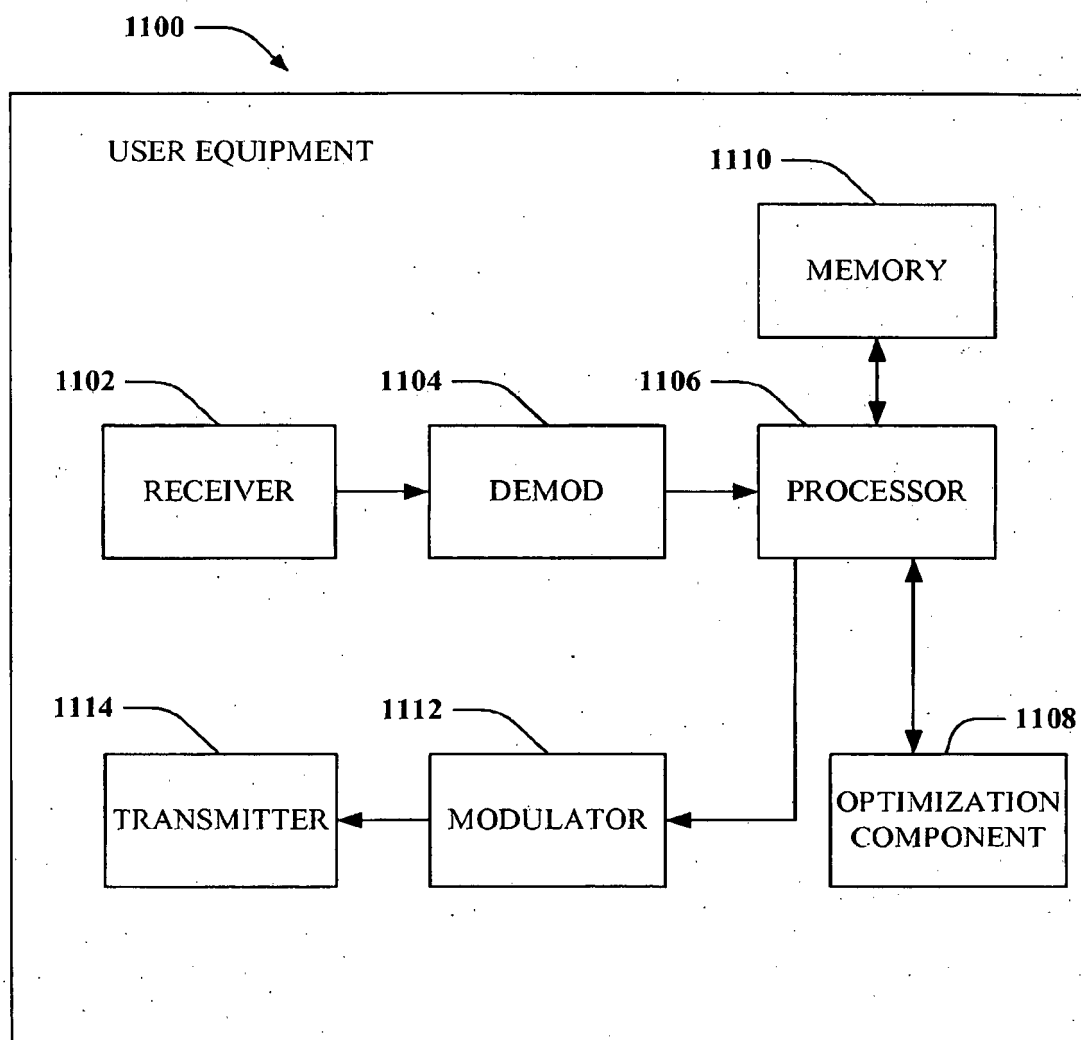 1100
USER EQUIPMENT
1110
MEMORY
1102
1104
1106
RECEIVER
DEMOD
PROCESSOR
1114
1112
1108
TRANSMITTER
MODULATOR
OPTIMIZATION
COMPONENT